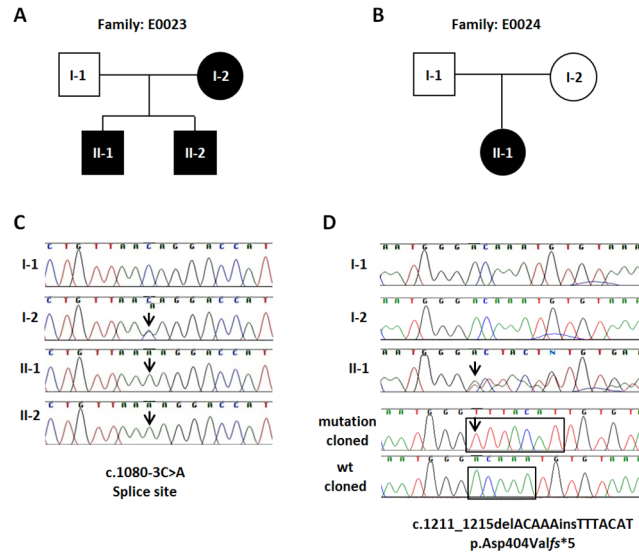 A
B
Family: E0023
Family: E0024
I-1
I-2
I-1
I-2
II-1
II-2
II-1
C
D
C T G T T A A C A G G A C C A T
I-1
A A T G G G A C A A A T G T G T A A A
I-1
C T G T T A A C A G G A C C A T
A
I-2
A A T G G G A C A A A T G T G T A A A
I-2
C T G T T A A A A G G A C C A T
II-1
A A T G G G A C T A C T N T G T G A
II-1
C T G T T A A A A G G A C C A T
II-2
mutation
cloned
A A T G G G T T T A C A T T G T G T A
wt
cloned
A A T G G G A C A A A T G T G T A A A
c.1080-3C>A
Splice site
c.1211_1215delACAAAinsTTTACAT
p.Asp404Valfs*5